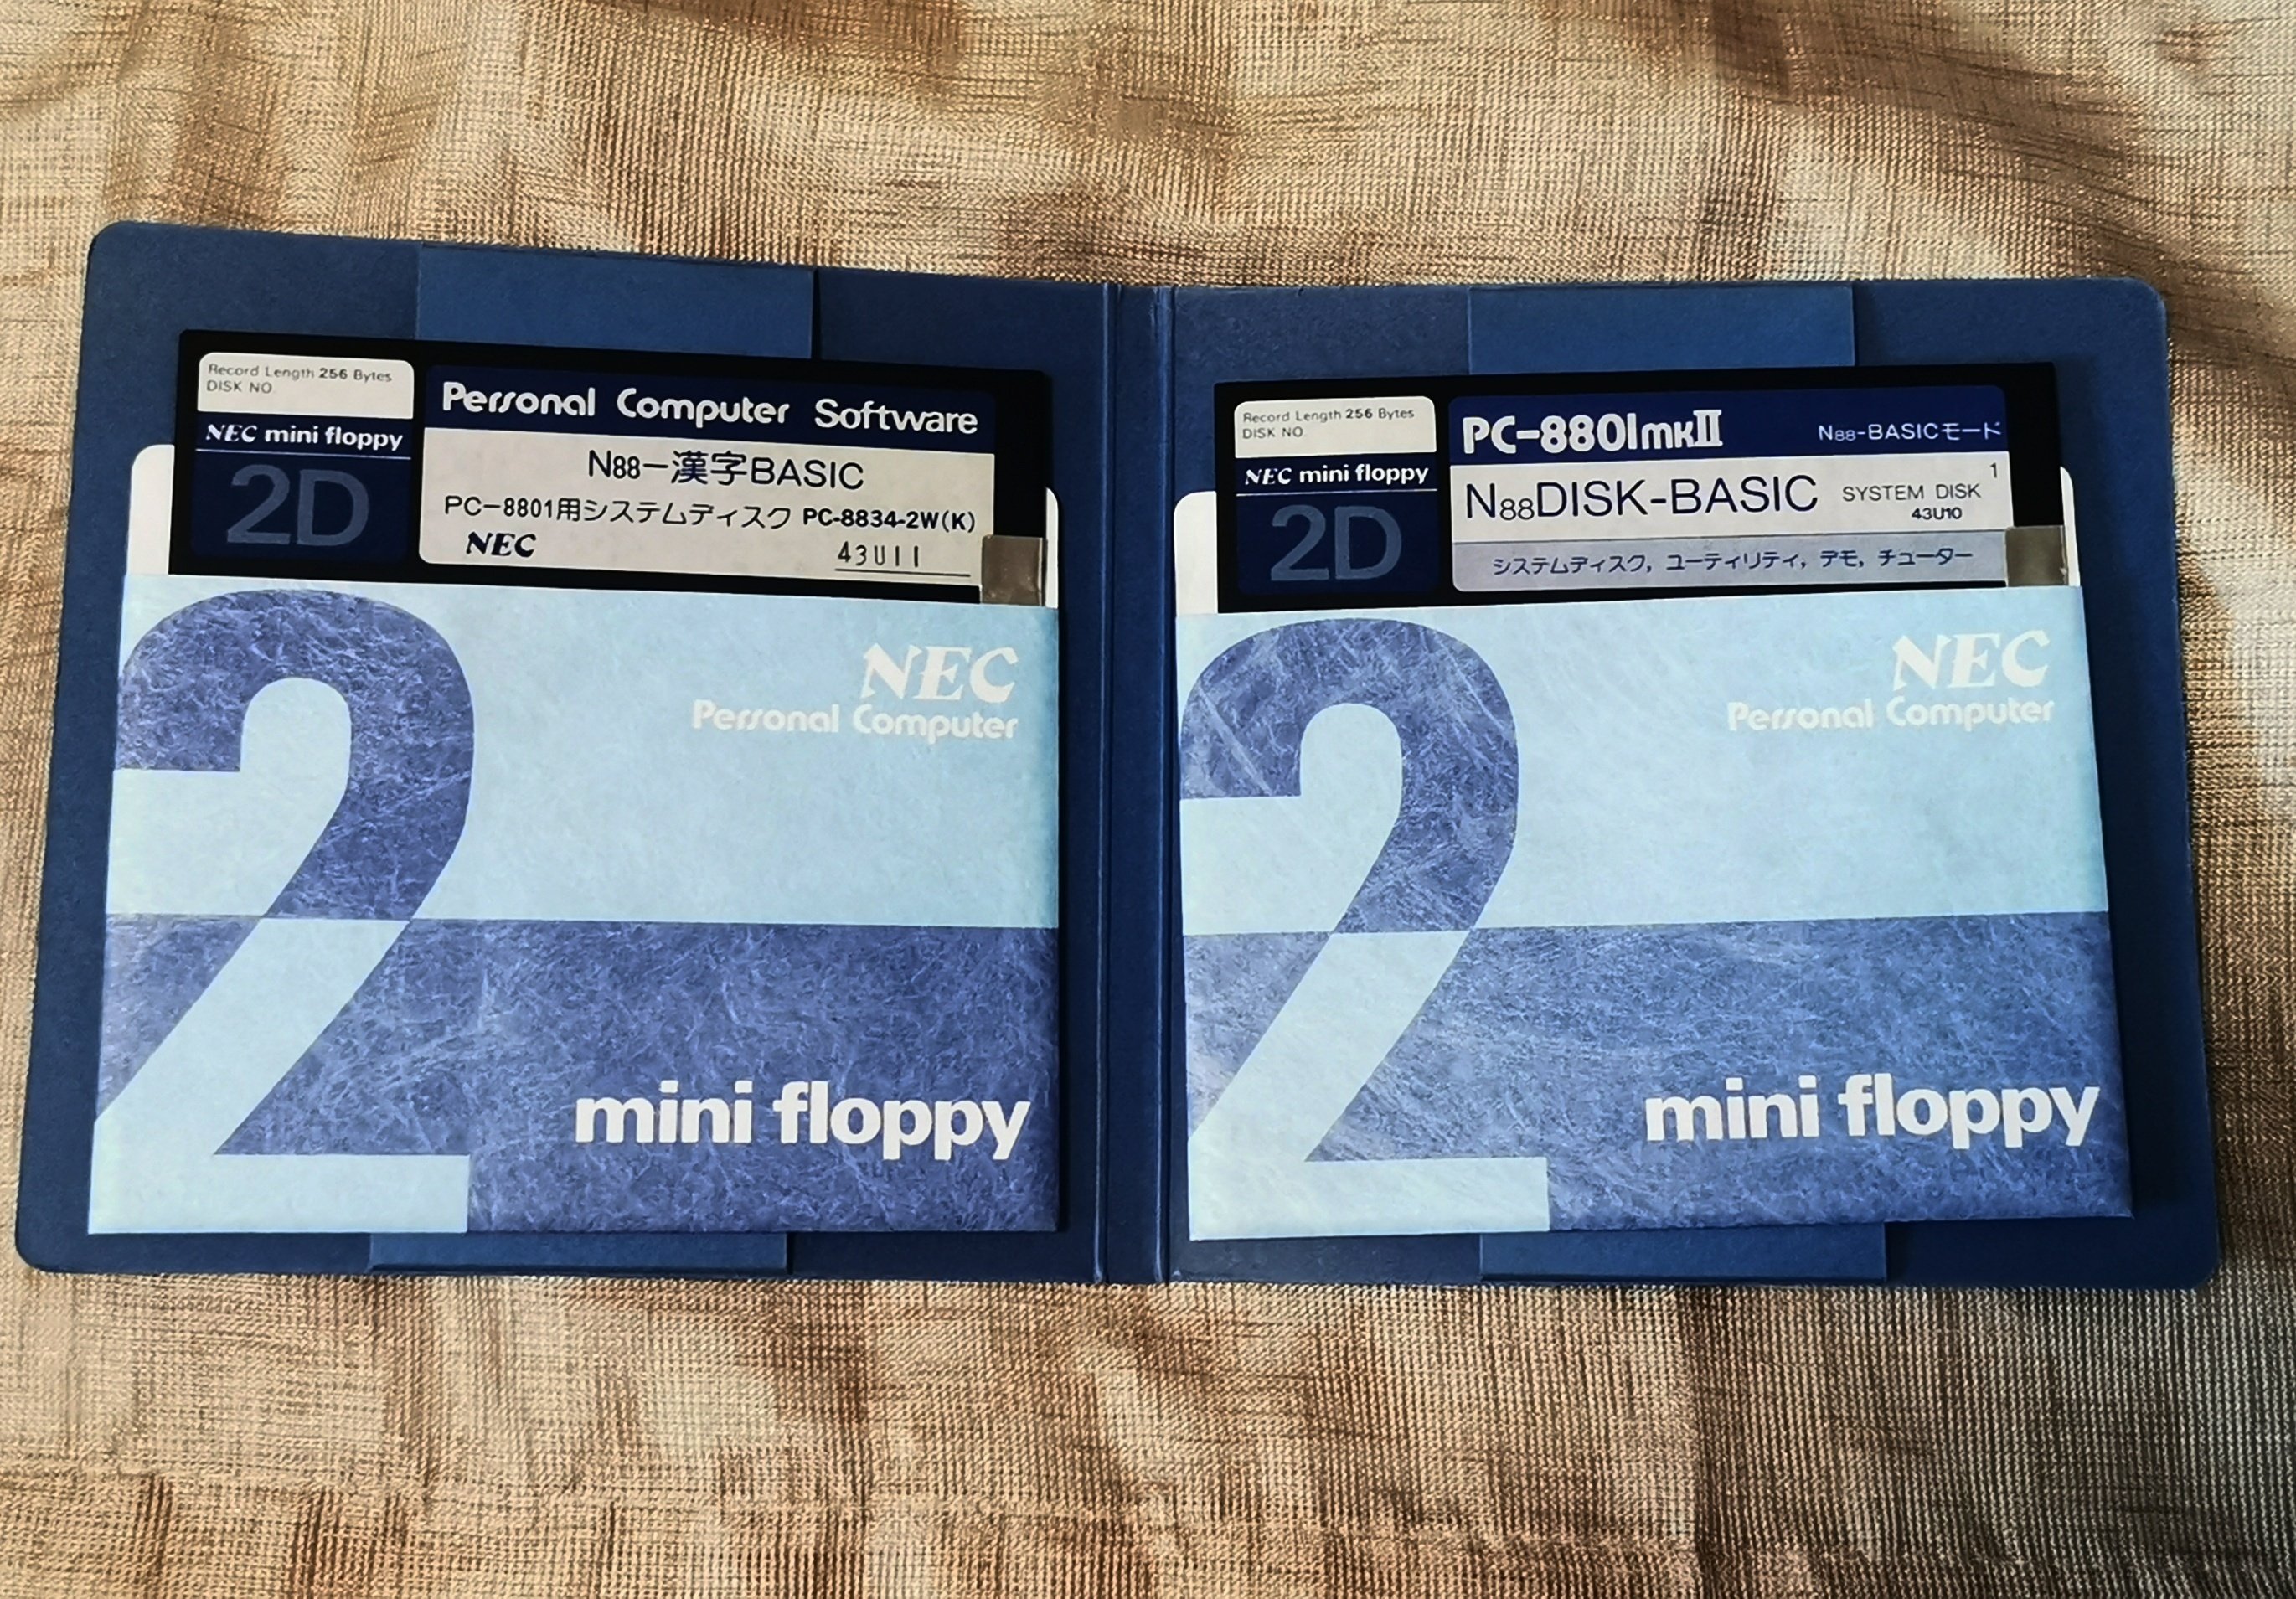 Record Length 256 Bytes
DISK NO.
NEC mini floppy
2D
Personal Computer Software
N88-漢字BASIC
PC-8801用システムディスク PC-8834-2W(K)
NEC
43U11
2
NEC
Personal Computer
mini floppy
Record Length 256 Bytes
DISK NO.
NEC mini floppy
2D
PC-8801mkII N88-BASICモード
N88DISK-BASIC SYSTEM DISK 1
43U10
システムディスク, ユーティリティ, デモ, チューター
2
NEC
Personal Computer
mini floppy